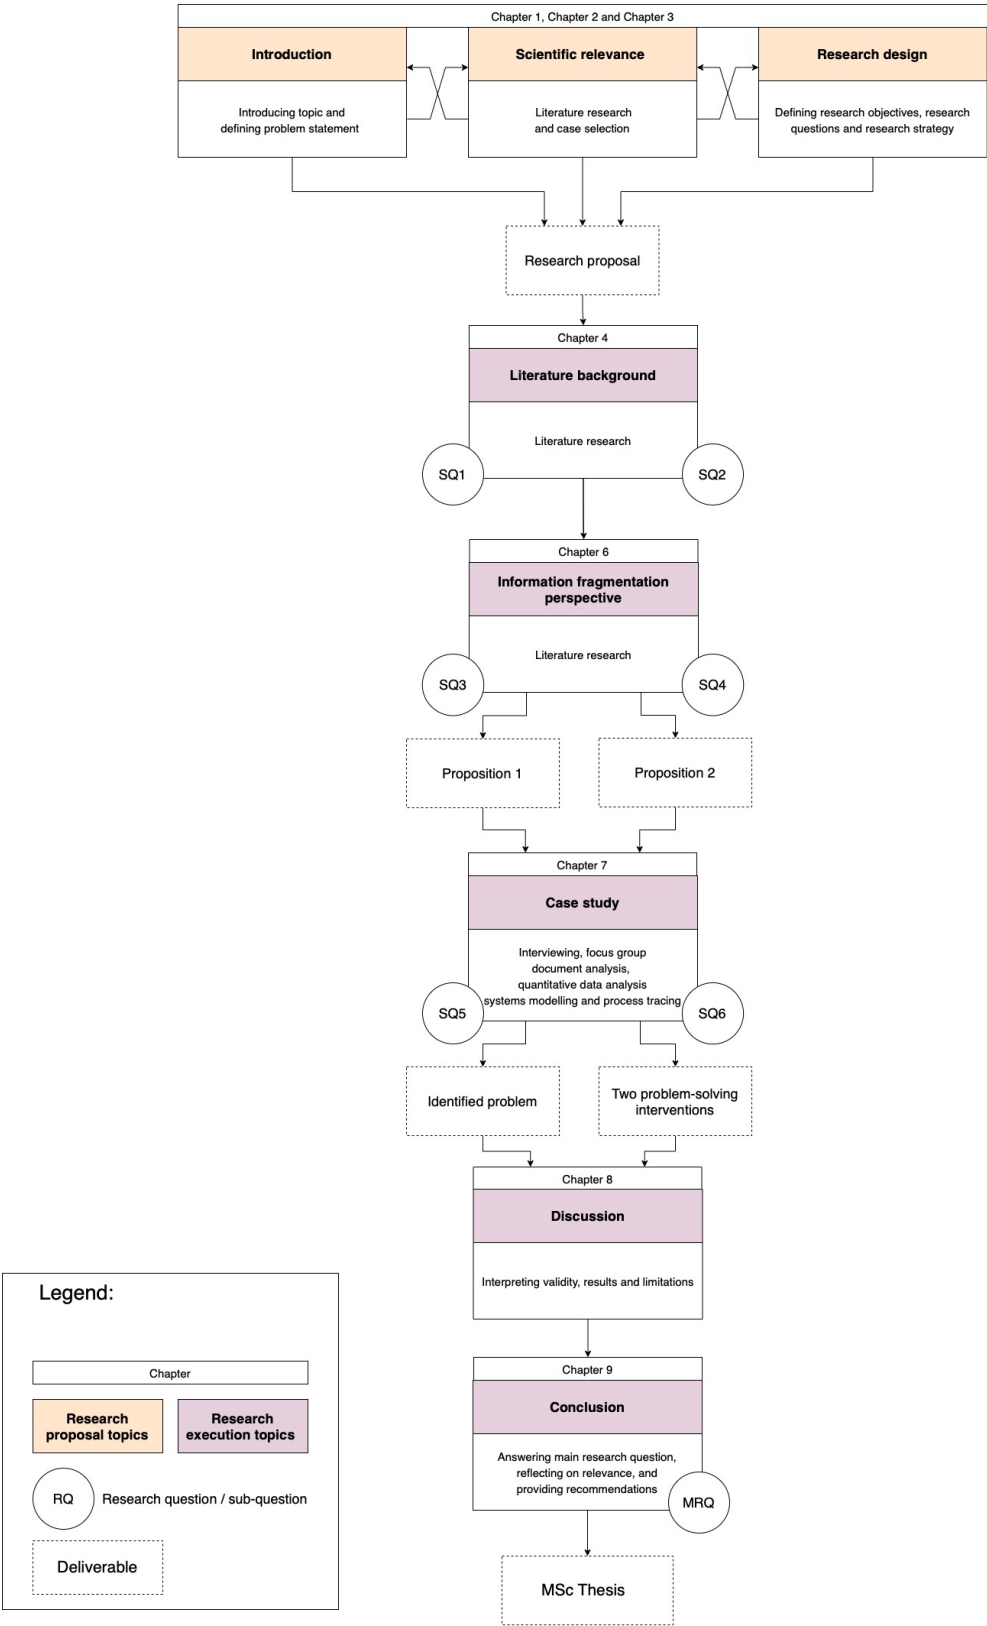 Chapter 1, Chapter 2 and Chapter 3
Introduction
Scientific relevance
Research design
Introducing topic and
defining problem statement
Literature research
and case selection
Defining research objectives, research
questions and research strategy
Research proposal
Chapter 4
Literature background
Literature research
SQ1
SQ2
Chapter 6
Information fragmentation
perspective
Literature research
SQ3
SQ4
Proposition 1
Proposition 2
Chapter 7
Case study
Interviewing, focus group
document analysis,
quantitative data analysis
systems modelling and process tracing
SQ5
SQ6
Identified problem
Two problem-solving
interventions
Chapter 8
Discussion
Interpreting validity, results and limitations
Chapter 9
Conclusion
Answering main research question,
reflecting on relevance, and
providing recommendations
MRQ
MSc Thesis
Legend:
Chapter
Research
proposal topics
Research
execution topics
RQ
Research question / sub-question
Deliverable